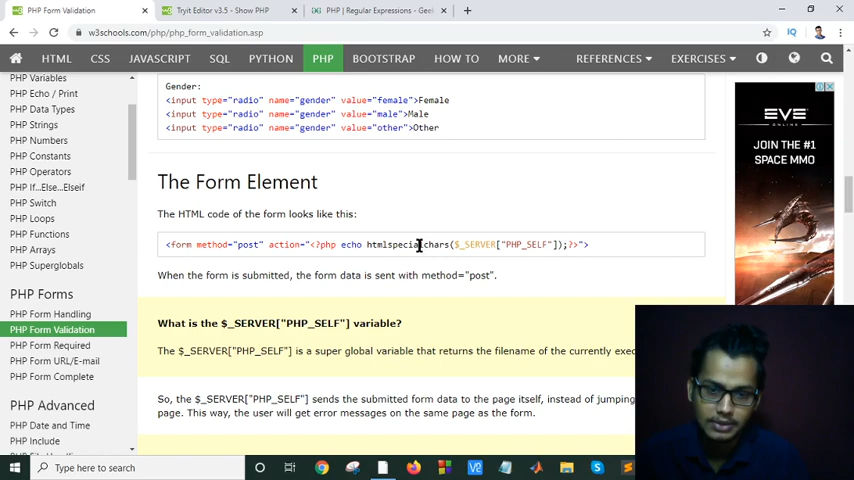 PHP Form Validation
Tryit Editor v3.5 - Show PHP
PHP | Regular Expressions - Geek
w3schools.com/php/php_form_validation.asp
HTML CSS JAVASCRIPT SQL PYTHON PHP BOOTSTRAP HOW TO MORE REFERENCES EXERCISES
PHP Variables
PHP Echo / Print
PHP Data Types
PHP Strings
PHP Numbers
PHP Constants
PHP Operators
PHP If...Else...Elseif
PHP Switch
PHP Loops
PHP Functions
PHP Arrays
PHP Superglobals
PHP Forms
PHP Form Handling
PHP Form Validation
PHP Form Required
PHP Form URL/E-mail
PHP Form Complete
PHP Advanced
PHP Date and Time
PHP Include
Gender:
<input type="radio" name="gender" value="female">Female
<input type="radio" name="gender" value="male">Male
<input type="radio" name="gender" value="other">Other
The Form Element
The HTML code of the form looks like this:
<form method="post" action="<?php echo htmlspecialchars($_SERVER["PHP_SELF"]);?>">
When the form is submitted, the form data is sent with method="post".
What is the $_SERVER["PHP_SELF"] variable?
The $_SERVER["PHP_SELF"] is a super global variable that returns the filename of the currently exec
So, the $_SERVER["PHP_SELF"] sends the submitted form data to the page itself, instead of jumping
page. This way, the user will get error messages on the same page as the form.
EVE
ONLINE
JOIN THE #1
SPACE MMO
Type here to search